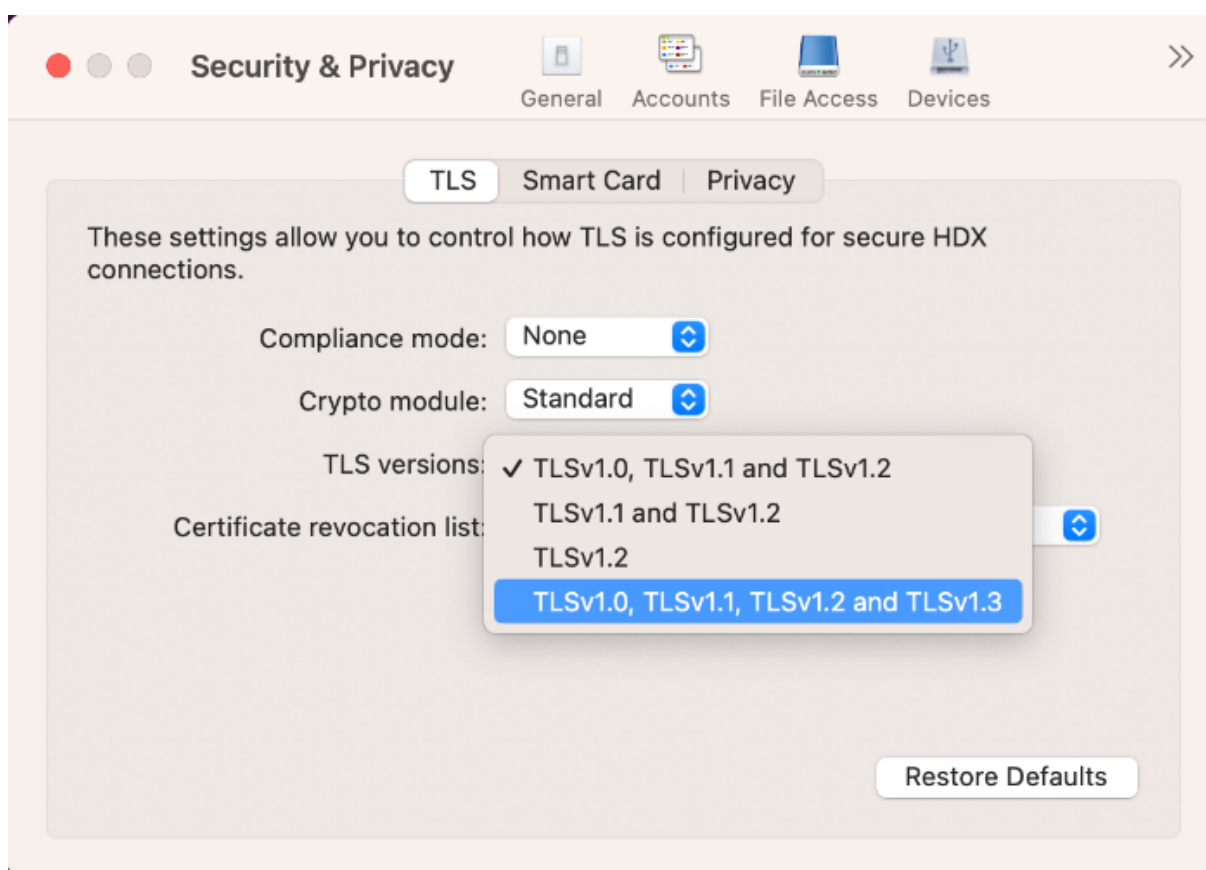 Security & Privacy
General
Accounts
File Access
Devices
TLS
Smart Card
Privacy
These settings allow you to control how TLS is configured for secure HDX
connections.
Compliance mode: None
Crypto module: Standard
TLS versions: ✓ TLSv1.0, TLSv1.1 and TLSv1.2
TLSv1.1 and TLSv1.2
Certificate revocation list:
TLSv1.2
TLSv1.0, TLSv1.1, TLSv1.2 and TLSv1.3
Restore Defaults